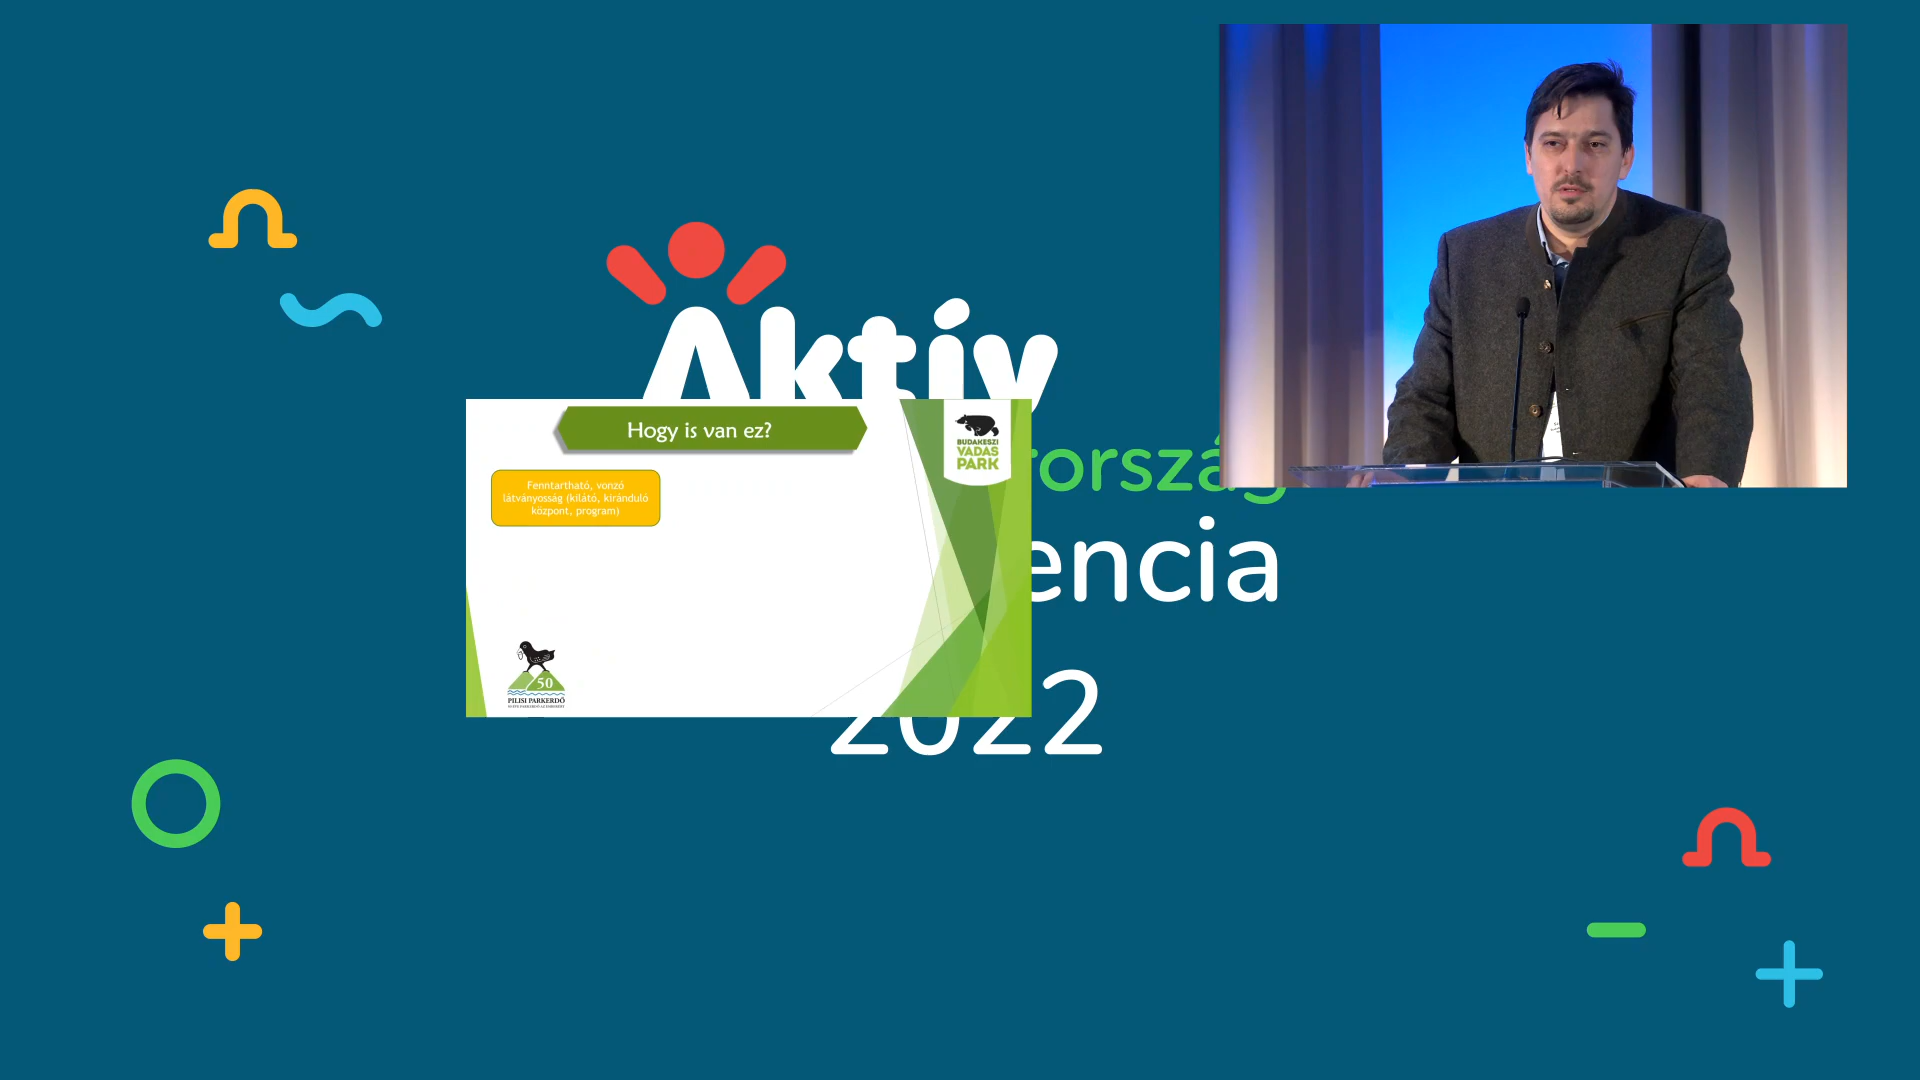 Aktív
rország
encia
2022
Hogy is van ez?
BUDAKESZI
VADAS
PARK
Fenntartható, vonzó
látványosság (kilátó, kiránduló
központ, program)
50
PILISI PARKERDŐ